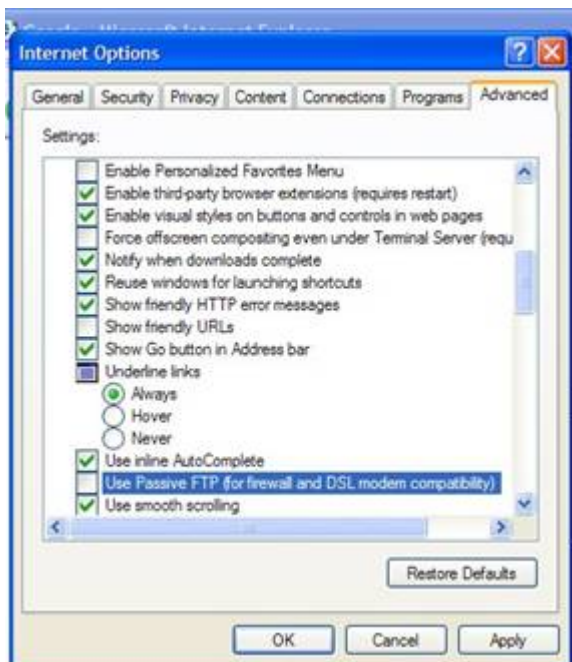 Google - Microsoft Internet Explorer
Internet Options
General Security Privacy Content Connections Programs Advanced
Settings:
Enable Personalized Favorites Menu
Enable third-party browser extensions (requires restart)
Enable visual styles on buttons and controls in web pages
Force offscreen compositing even under Terminal Server (requ
Notify when downloads complete
Reuse windows for launching shortcuts
Show friendly HTTP error messages
Show friendly URLs
Show Go button in Address bar
Underline links
Always
Hover
Never
Use inline AutoComplete
Use Passive FTP (for firewall and DSL modem compatibility)
Use smooth scrolling
Restore Defaults
OK Cancel Apply